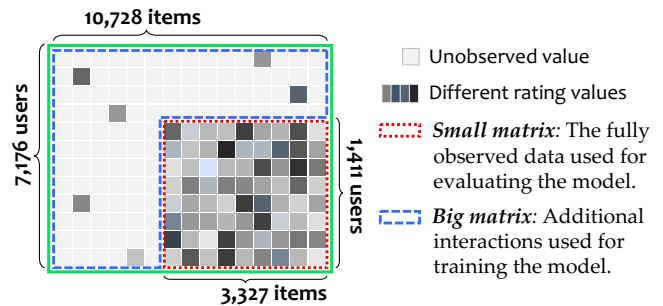 10,728 items
7,176 users
1,411 users
3,327 items
Unobserved value
Different rating values
Small matrix: The fully
observed data used for
evaluating the model.
Big matrix: Additional
interactions used for
training the model.